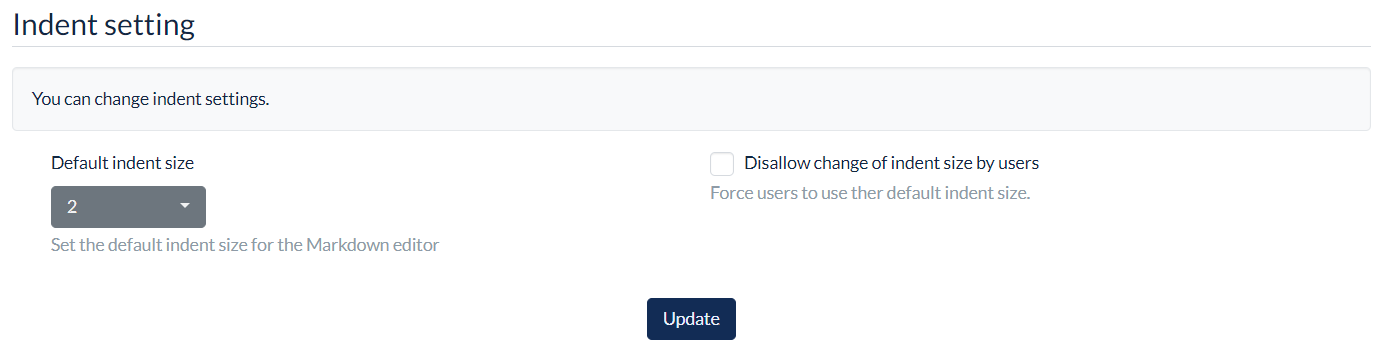 Indent setting
You can change indent settings.
Default indent size
2
Set the default indent size for the Markdown editor
Disallow change of indent size by users
Force users to use ther default indent size.
Update